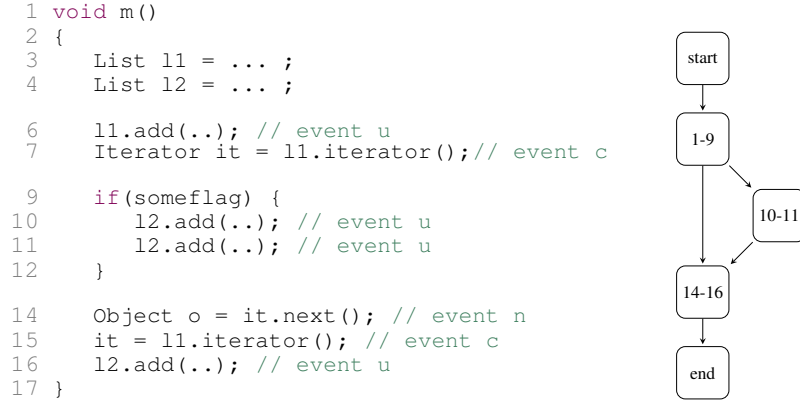 1 void m()
2 {
3 List l1 = ... ;
4 List l2 = ... ;
6 l1.add(..); // event u
7 Iterator it = l1.iterator();// event c
9 if(someflag) {
10 l2.add(..); // event u
11 l2.add(..); // event u
12 }
14 Object o = it.next(); // event n
15 it = l1.iterator(); // event c
16 l2.add(..); // event u
17 }
start
1-9
10-11
14-16
end